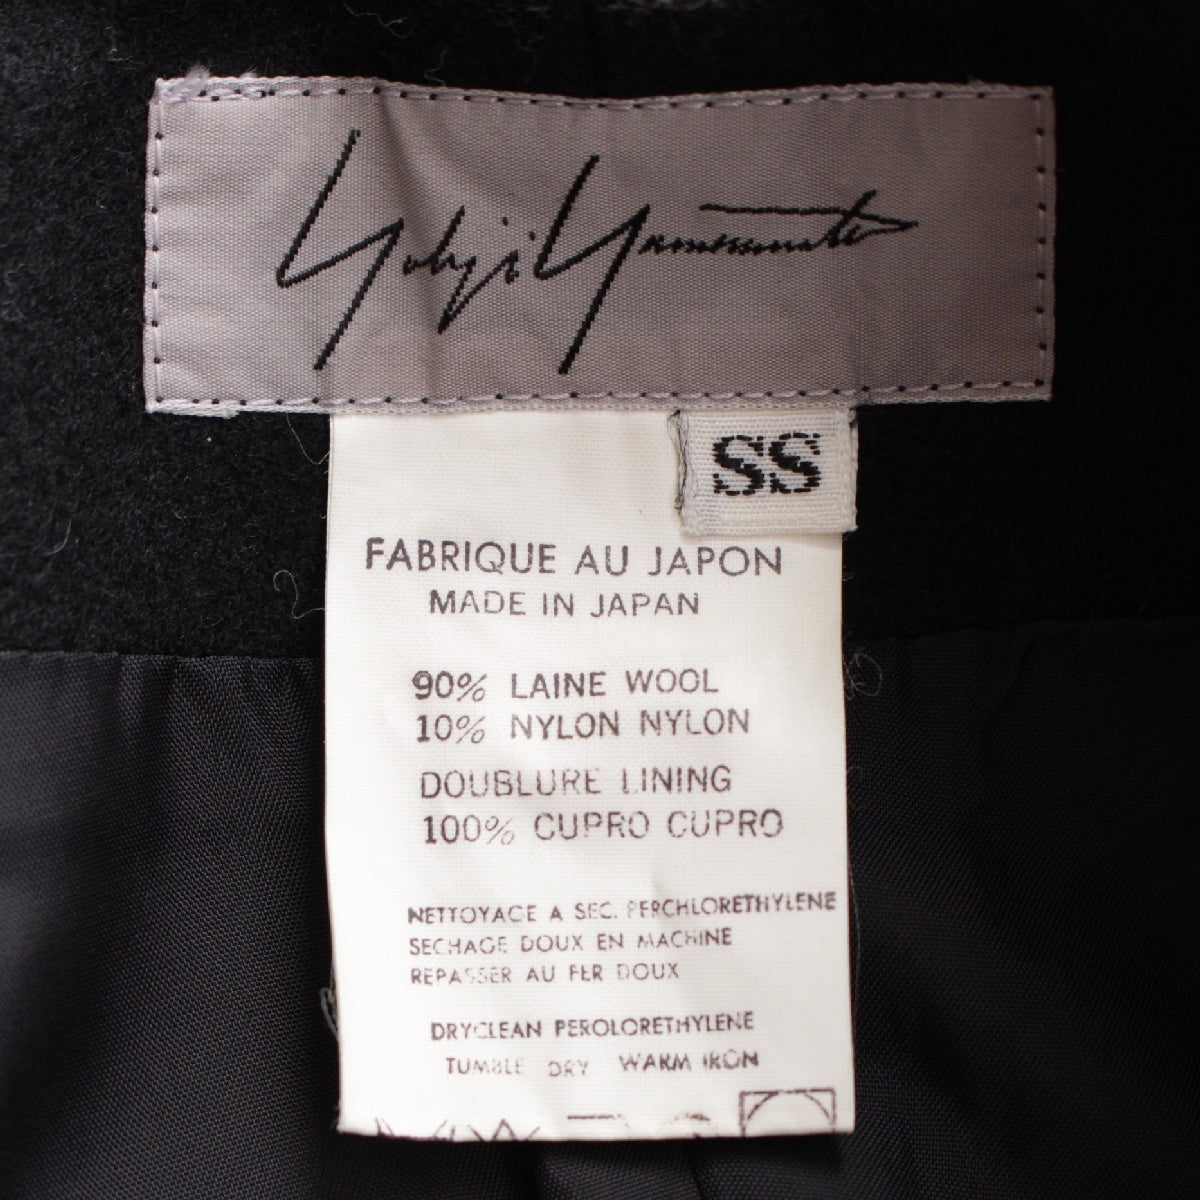 Yohji Yamamoto
SS
FABRIQUE AU JAPON
MADE IN JAPAN
90% LAINE WOOL
10% NYLON NYLON
DOUBLURE LINING
100% CUPRO CUPRO
NETTOYAGE A SEC. PERCHLORETHYLENE
SECHAGE DOUX EN MACHINE
REPASSER AU FER DOUX
DRYCLEAN PEROLORETHYLENE
TUMBLE DRY WARM IRON